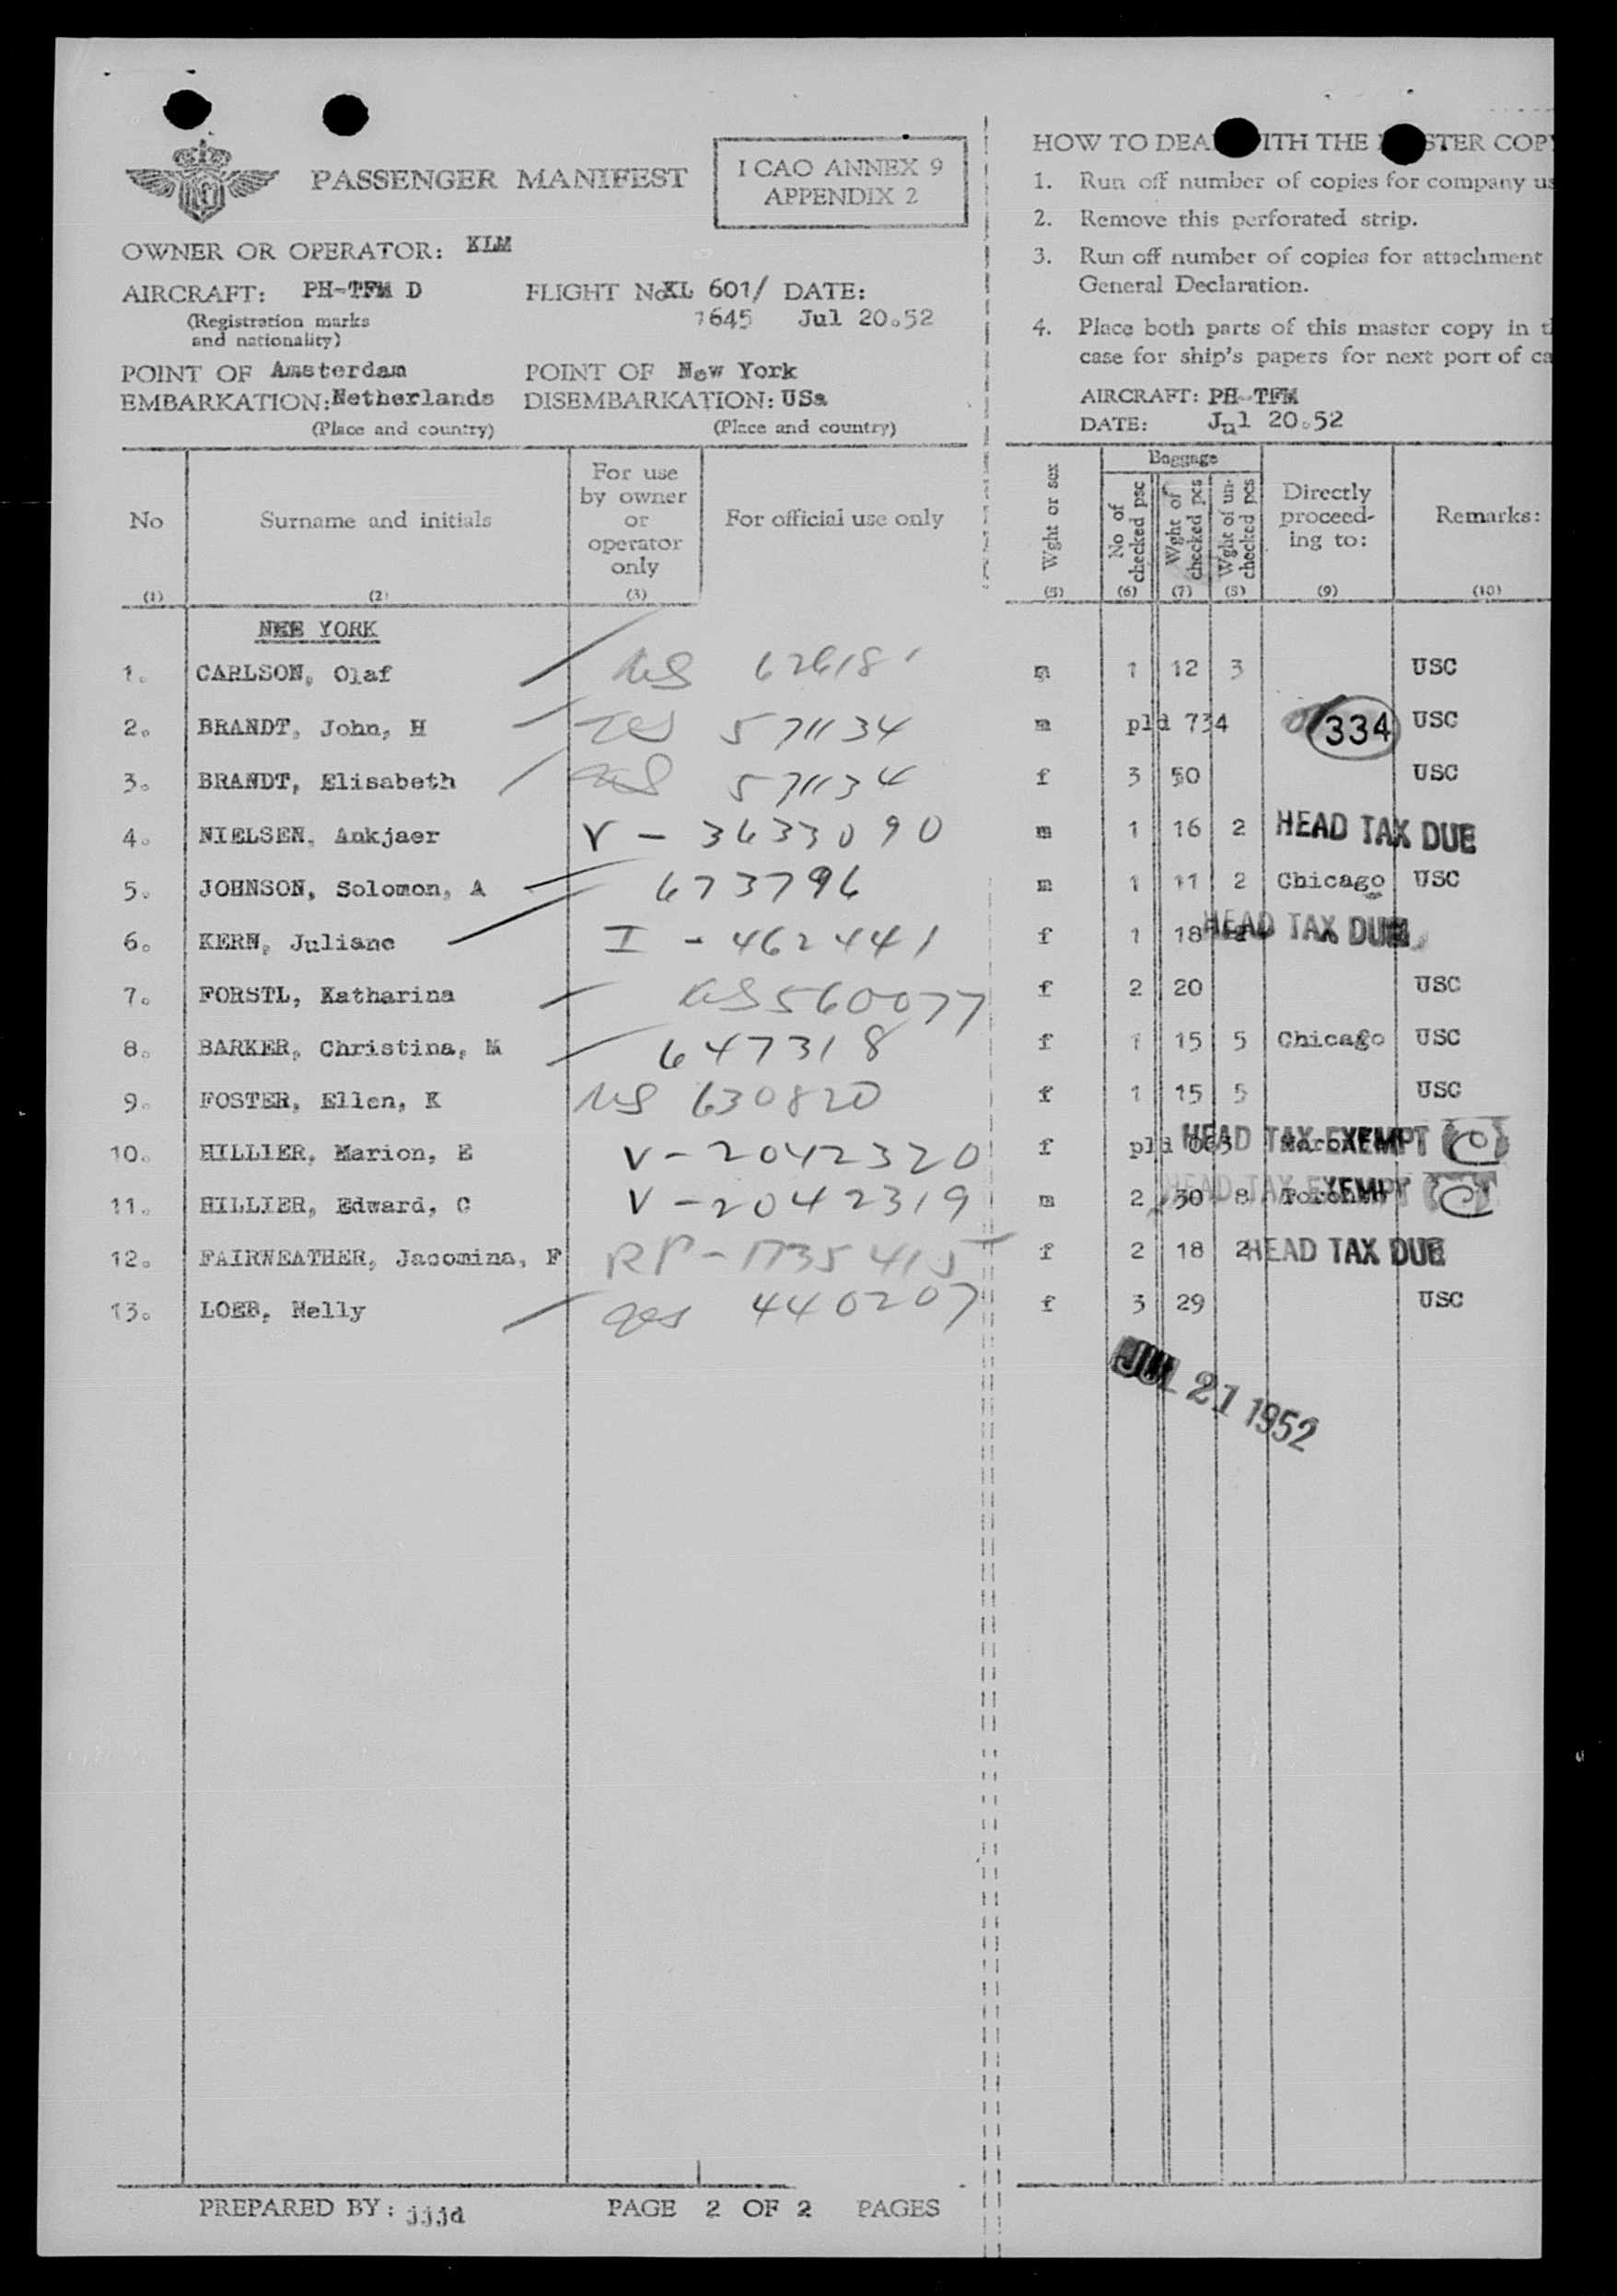 PASSENGER MANIFEST
I CAO ANNEX 9
APPENDIX 2
OWNER OR OPERATOR: KLM
AIRCRAFT: PH-TFM D
(Registration marks
and nationality)
FLIGHT No KL 601/
1645
DATE:
Jul 20.52
POINT OF Amsterdam
EMBARKATION: Netherlands
(Place and country)
POINT OF New York
DISEMBARKATION: USa
(Place and country)
HOW TO DEA ITH THE STER COP
1. Run off number of copies for company us
2. Remove this perforated strip.
3. Run off number of copies for attachment
General Declaration.
4. Place both parts of this master copy in t
case for ship's papers for next port of ca
AIRCRAFT: PH-TFM
DATE: Jul 20.52
No (1)
Surname and initials (2)
For use
by owner
or
operator
only
(3)
For official use only
Wght or sex (5)
Baggage
No of checked psc (6)
Wght of checked pcs (7)
Wght of un-checked pcs (8)
Directly
proceed-
ing to:
(9)
Remarks:
(10)
NEW YORK
1. CARLSON, Olaf m 1 12 3 USC
2. BRANDT, John, H 571134 m pld 734 334 USC
3. BRANDT, Elisabeth 571134 f 3 50 USC
4. NIELSEN, Ankjaer V - 3633090 m 1 16 2 HEAD TAX DUE
5. JOHNSON, Solomon, A 673796 m 1 11 2 Chicago USC
6. KERN, Juliane I - 462441 f 1 18 HEAD TAX DUE
7. FORSTL, Katharina 560077 f 2 20 USC
8. BARKER, Christina, M 647318 f 1 15 5 Chicago USC
9. FOSTER, Ellen, K 630820 f 1 15 5 USC
10. HILLIER, Marion, E V - 2042320 f pld 063 HEAD TAX EXEMPT
11. HILLIER, Edward, C V - 2042319 m 2 30 8 Toronto HEAD TAX EXEMPT
12. FAIRWEATHER, Jacomina, F RP - 1735415 f 2 18 2 HEAD TAX DUE
13. LOEB, Nelly 440207 f 3 29 USC
JUL 21 1952
PREPARED BY: jjjd
PAGE 2 OF 2 PAGES